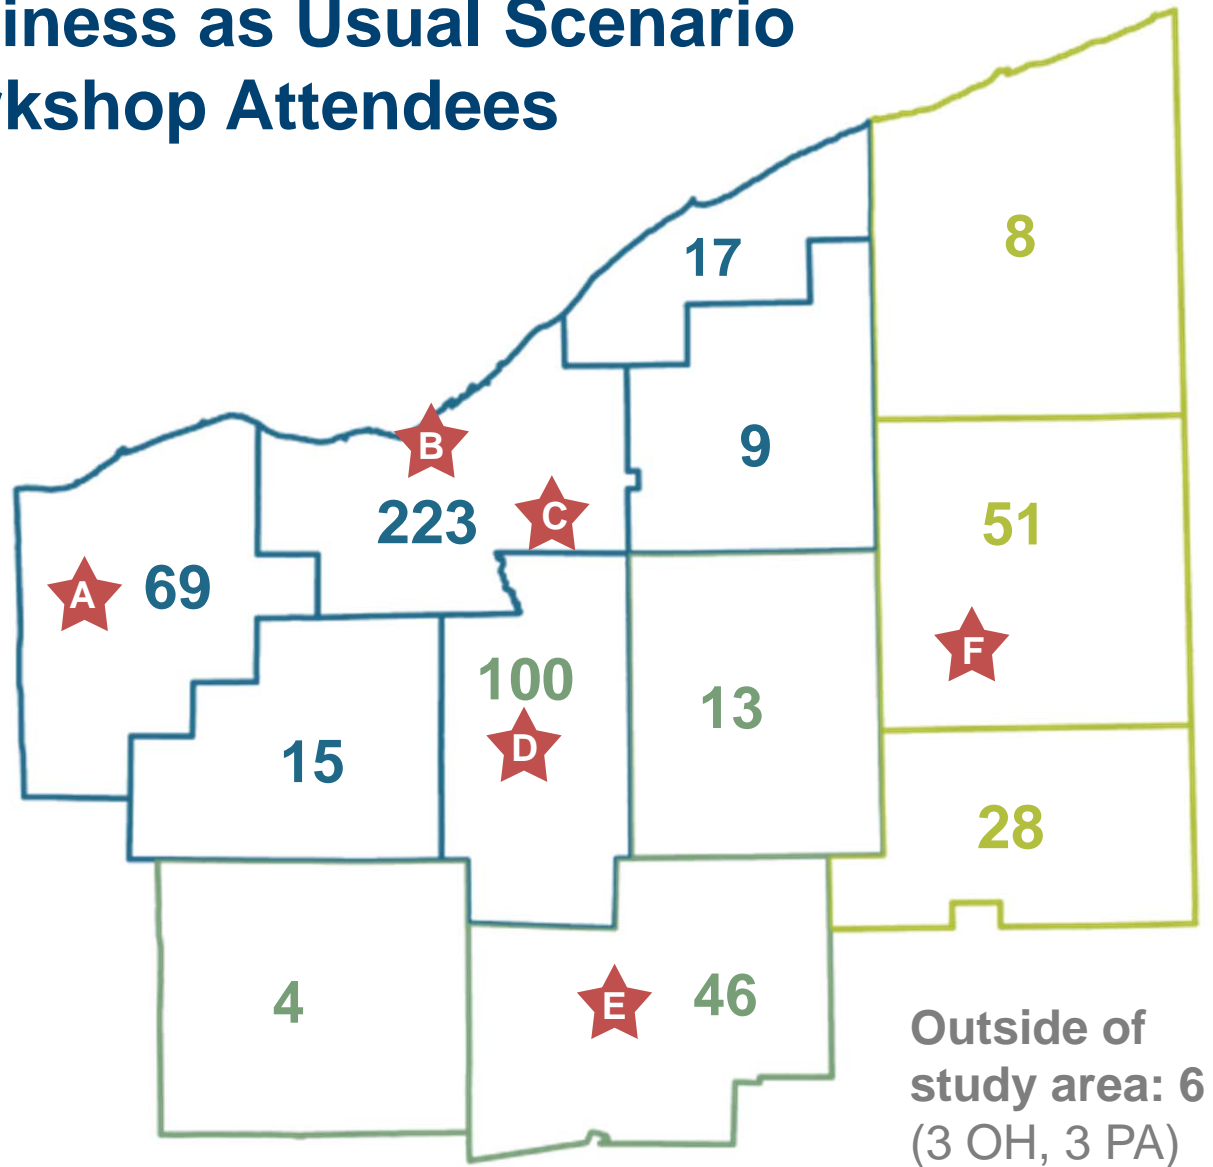 iness as Usual Scenario
kshop Attendees
8
17
9
B
51
223
C
A
69
F
100
13
D
15
28
4
E
46
Outside of
study area: 6
(3 OH, 3 PA)